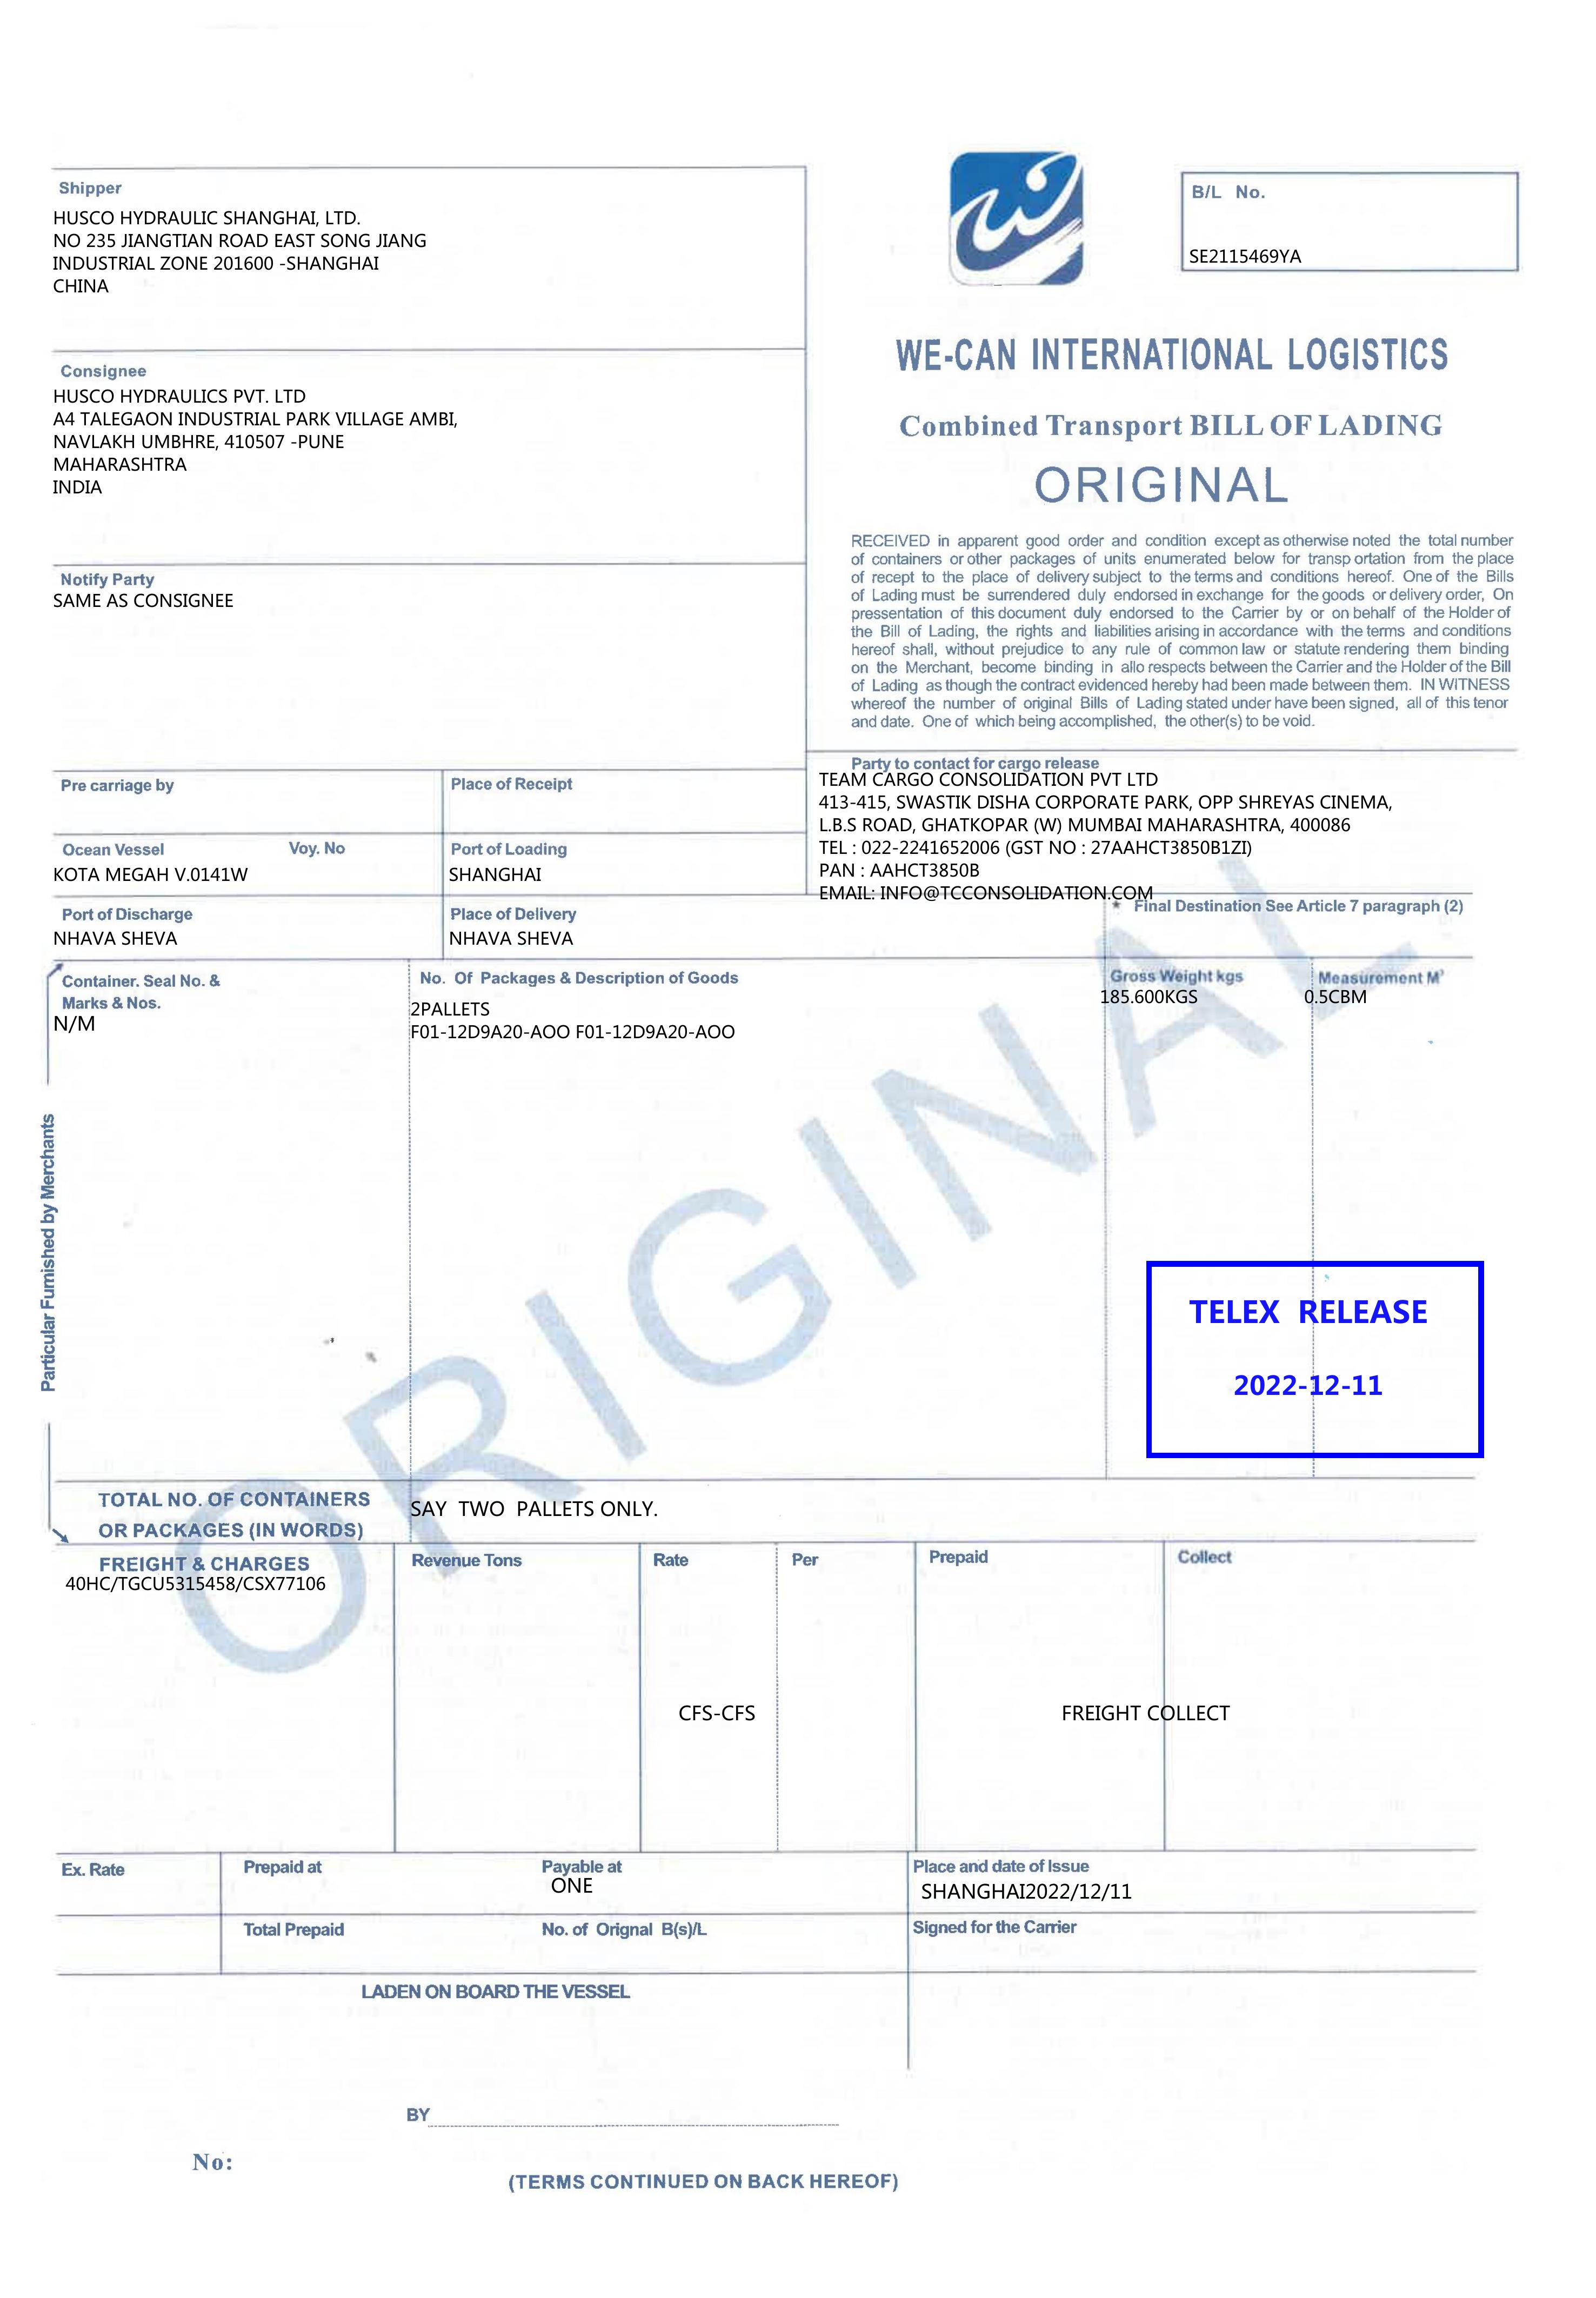 Shipper
HUSCO HYDRAULIC SHANGHAI, LTD.
NO 235 JIANGTIAN ROAD EAST SONG JIANG
INDUSTRIAL ZONE 201600 -SHANGHAI
CHINA
B/L No.
SE2115469YA
Consignee
HUSCO HYDRAULICS PVT. LTD
A4 TALEGAON INDUSTRIAL PARK VILLAGE AMBI,
NAVLAKH UMBHRE, 410507 -PUNE
MAHARASHTRA
INDIA
WE-CAN INTERNATIONAL LOGISTICS
Combined Transport BILL OF LADING
ORIGINAL
RECEIVED in apparent good order and condition except as otherwise noted the total number
of containers or other packages of units enumerated below for transp ortation from the place
of recept to the place of delivery subject to the terms and conditions hereof. One of the Bills
of Lading must be surrendered duly endorsed in exchange for the goods or delivery order, On
pressentation of this document duly endorsed to the Carrier by or on behalf of the Holder of
the Bill of Lading, the rights and liabilities arising in accordance with the terms and conditions
hereof shall, without prejudice to any rule of common law or statute rendering them binding
on the Merchant, become binding in allo respects between the Carrier and the Holder of the Bill
of Lading as though the contract evidenced hereby had been made between them. IN WITNESS
whereof the number of original Bills of Lading stated under have been signed, all of this tenor
and date. One of which being accomplished, the other(s) to be void.
Notify Party
SAME AS CONSIGNEE
Party to contact for cargo release
TEAM CARGO CONSOLIDATION PVT LTD
413-415, SWASTIK DISHA CORPORATE PARK, OPP SHREYAS CINEMA,
L.B.S ROAD, GHATKOPAR (W) MUMBAI MAHARASHTRA, 400086
TEL : 022-2241652006 (GST NO : 27AAHCT3850B1ZI)
PAN : AAHCT3850B
EMAIL: INFO@TCCONSOLIDATION.COM
Pre carriage by
Place of Receipt
Ocean Vessel Voy. No
KOTA MEGAH V.0141W
Port of Loading
SHANGHAI
Port of Discharge
NHAVA SHEVA
Place of Delivery
NHAVA SHEVA
* Final Destination See Article 7 paragraph (2)
Container. Seal No. &
Marks & Nos.
N/M
No. Of Packages & Description of Goods
2PALLETS
F01-12D9A20-AOO F01-12D9A20-AOO
Gross Weight kgs
185.600KGS
Measurement M³
0.5CBM
Particular Fumished by Merchants
ORIGINAL
TELEX RELEASE
2022-12-11
TOTAL NO. OF CONTAINERS
OR PACKAGES (IN WORDS)
SAY TWO PALLETS ONLY.
FREIGHT & CHARGES
40HC/TGCU5315458/CSX77106
Revenue Tons
Rate
Per
Prepaid
Collect
CFS-CFS
FREIGHT COLLECT
Ex. Rate
Prepaid at
Payable at
ONE
Place and date of Issue
SHANGHAI2022/12/11
Total Prepaid
No. of Orignal B(s)/L
Signed for the Carrier
LADEN ON BOARD THE VESSEL
BY
No:
(TERMS CONTINUED ON BACK HEREOF)